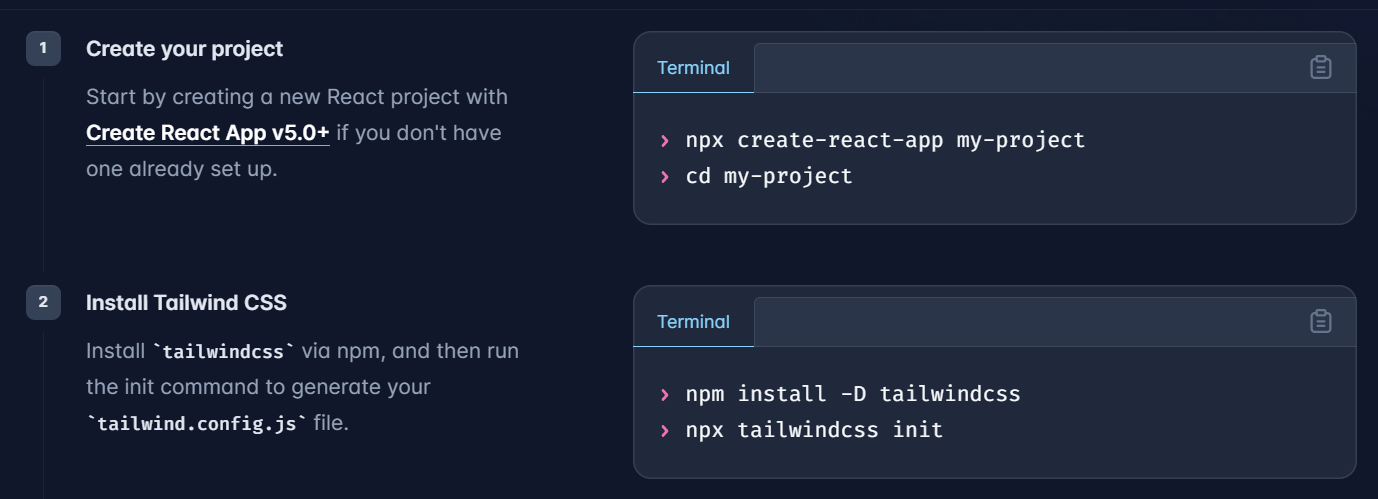 1
Create your project
Start by creating a new React project with
Create React App v5.0+ if you don't have
one already set up.
Terminal
› npx create-react-app my-project
› cd my-project
2
Install Tailwind CSS
Install `tailwindcss` via npm, and then run
the init command to generate your
`tailwind.config.js` file.
Terminal
› npm install -D tailwindcss
› npx tailwindcss init